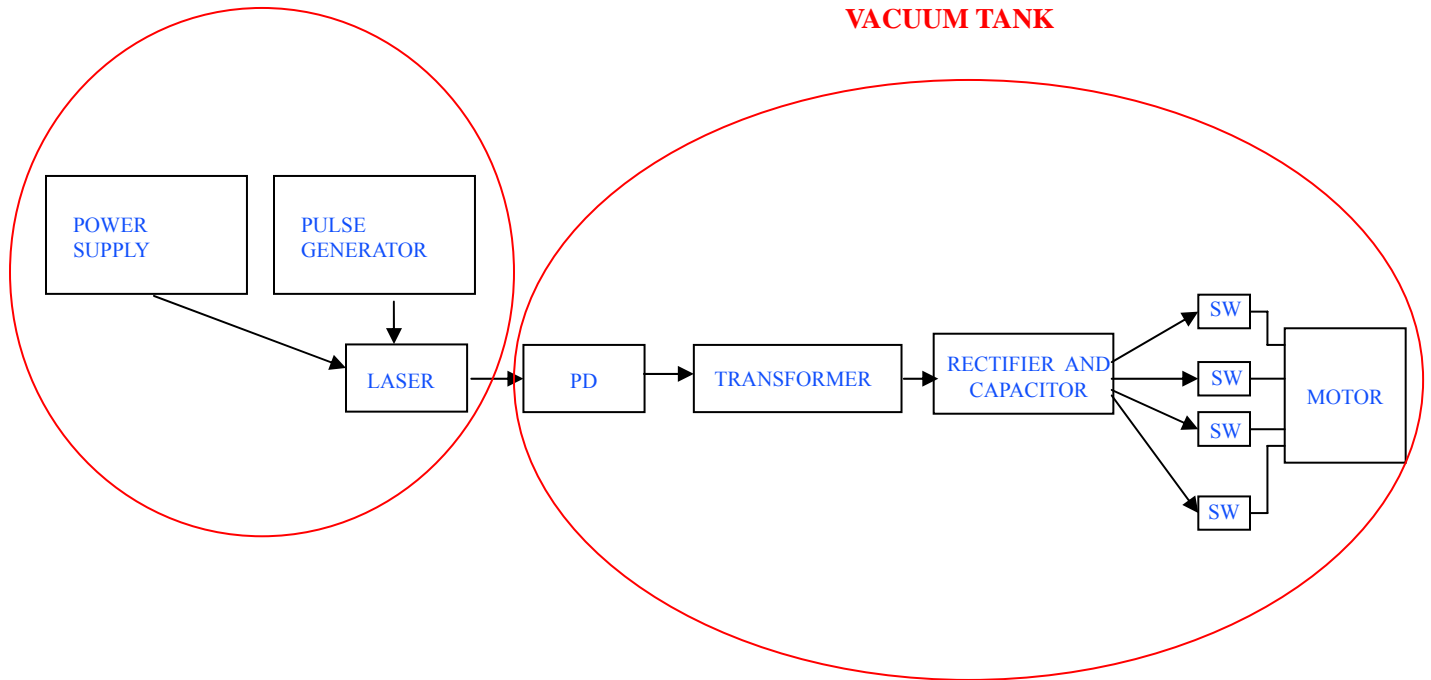 VACUUM TANK
POWER
SUPPLY
PULSE
GENERATOR
LASER
PD
TRANSFORMER
RECTIFIER AND
CAPACITOR
SW
SW
SW
SW
MOTOR